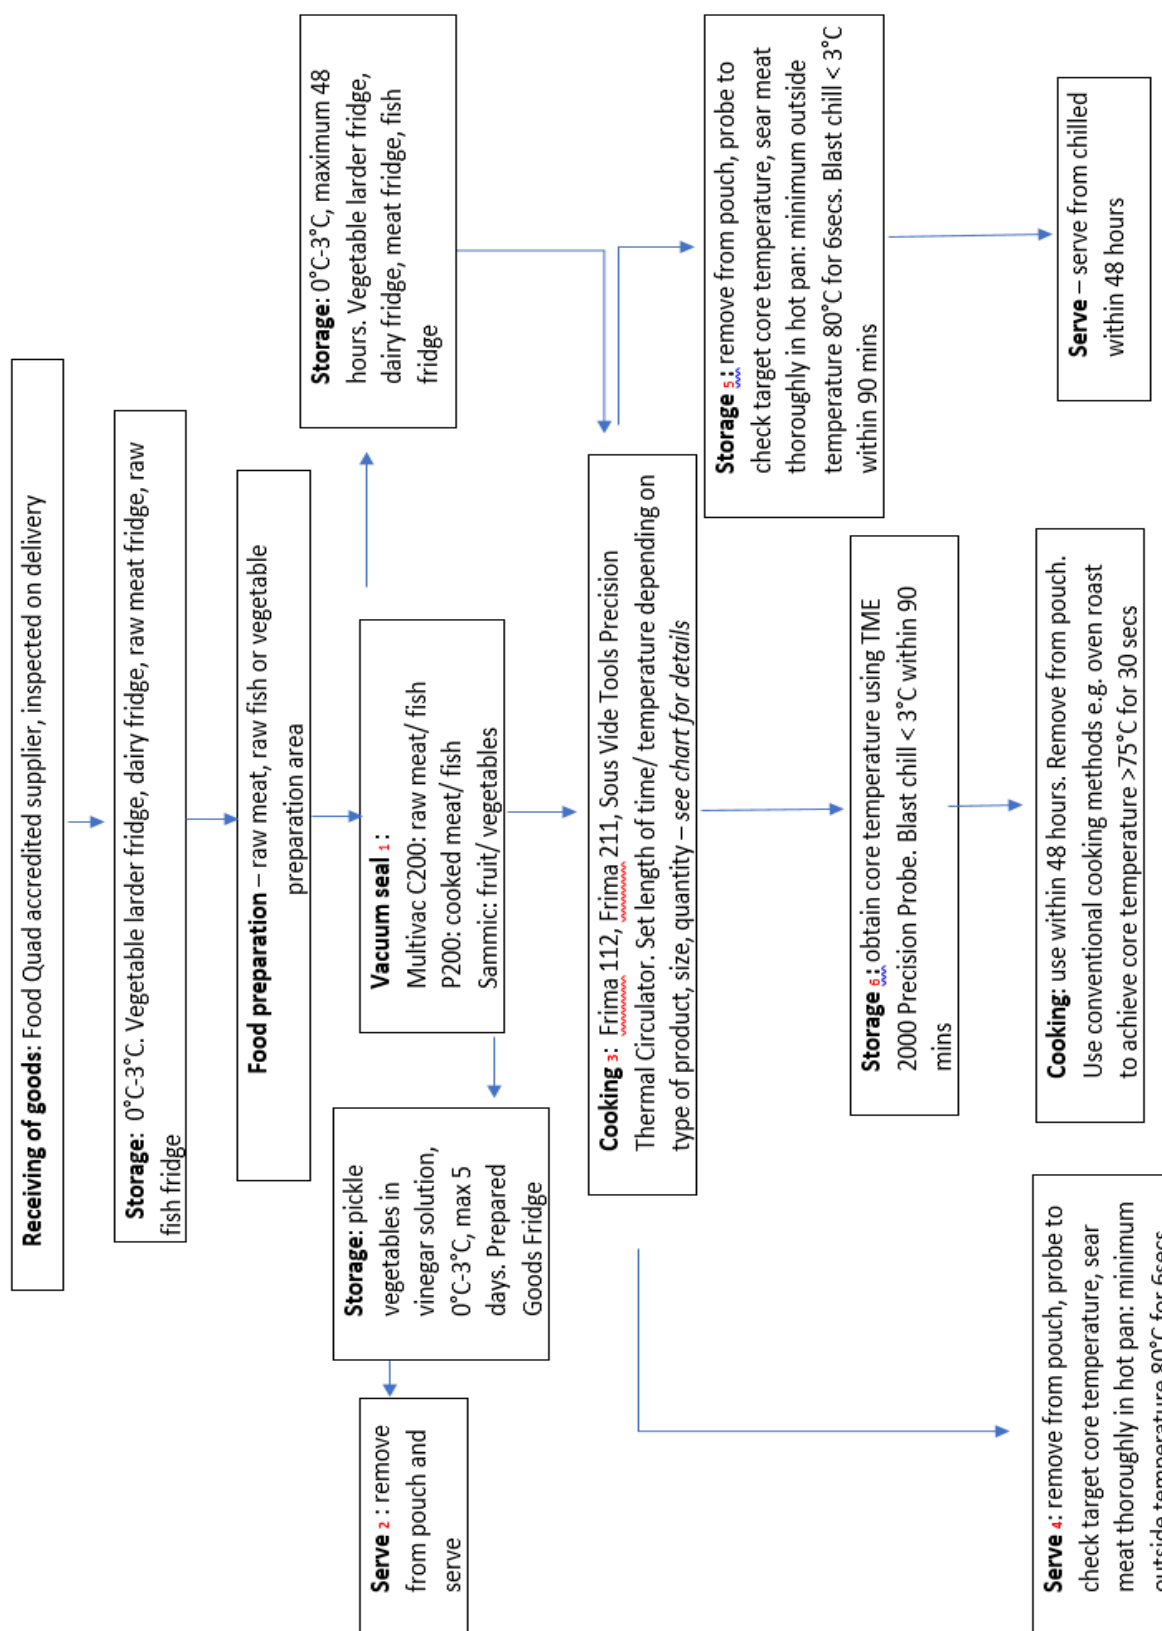 Receiving of goods: Food Quad accredited supplier, inspected on delivery
Storage: 0°C-3°C. Vegetable larder fridge, dairy fridge, raw meat fridge, raw
fish fridge
Food preparation – raw meat, raw fish or vegetable
preparation area
Vacuum seal 1 :
Multivac C200: raw meat/ fish
P200: cooked meat/ fish
Sammic: fruit/ vegetables
Storage: 0°C-3°C, maximum 48
hours. Vegetable larder fridge,
dairy fridge, meat fridge, fish
fridge
Storage: pickle
vegetables in
vinegar solution,
0°C-3°C, max 5
days. Prepared
Goods Fridge
Serve 2 : remove
from pouch and
serve
Cooking 3: Frima 112, Frima 211, Sous Vide Tools Precision
Thermal Circulator. Set length of time/ temperature depending on
type of product, size, quantity – see chart for details
Storage 5 : remove from pouch, probe to
check target core temperature, sear meat
thoroughly in hot pan: minimum outside
temperature 80°C for 6secs. Blast chill < 3°C
within 90 mins
Serve – serve from chilled
within 48 hours
Storage 6 : obtain core temperature using TME
2000 Precision Probe. Blast chill < 3°C within 90
mins
Cooking: use within 48 hours. Remove from pouch.
Use conventional cooking methods e.g. oven roast
to achieve core temperature >75°C for 30 secs
Serve 4: remove from pouch, probe to
check target core temperature, sear
meat thoroughly in hot pan: minimum
outside temperature 80°C for 6secs